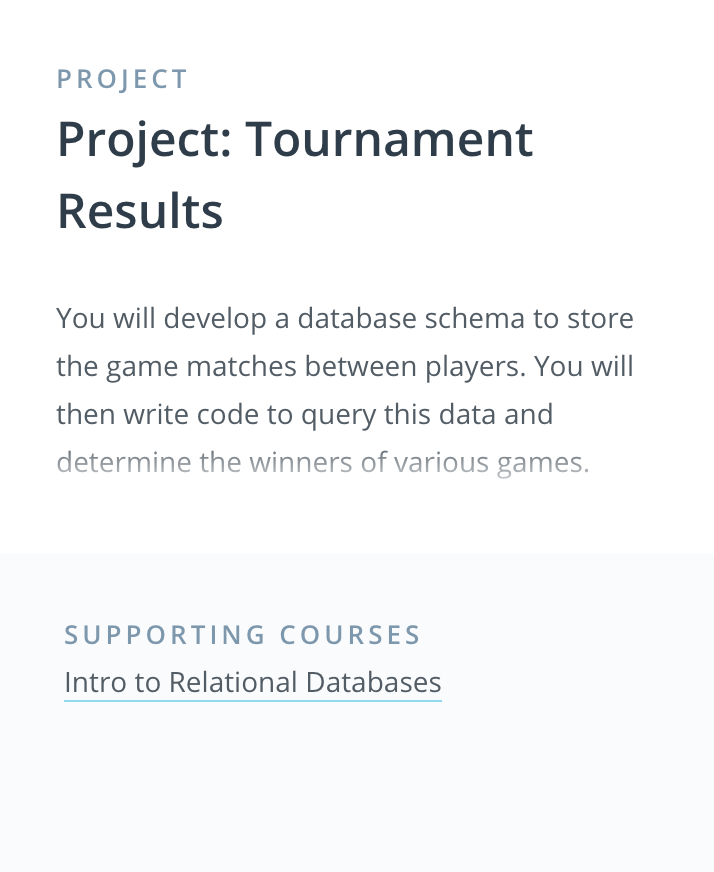 PROJECT
Project: Tournament
Results
You will develop a database schema to store
the game matches between players. You will
then write code to query this data and
determine the winners of various games.
SUPPORTING COURSES
Intro to Relational Databases